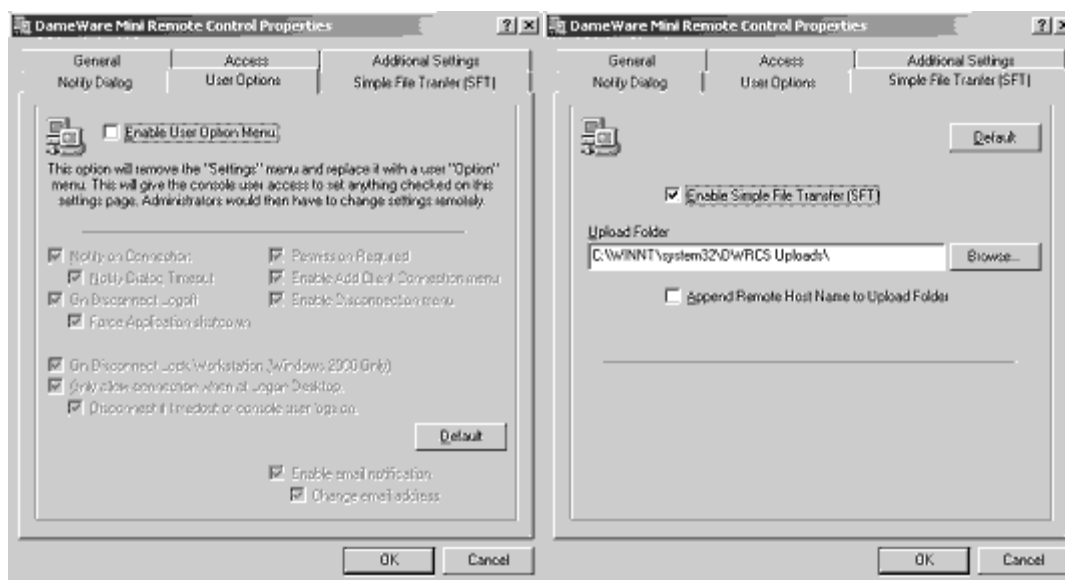 DameWare Mini Remote Control Properties
General
Access
Additional Settings
Notify Dialog
User Options
Simple File Tranfer (SFT)
Enable User Option Menu
This option will remove the "Settings" menu and replace it with a user "Option"
menu. This will give the console user access to set anything checked on this
settings page. Administrators would then have to change settings remotely.
Notify on Connection
Permission Required
Notify Dialog Timeout
Enable Add Client Connection menu
On Disconnect Logoff
Enable Disconnection menu
Force Application shutdown
On Disconnect Lock Workstation (Windows 2000 Only)
Only allow connection when at Logon Desktop.
Disconnect if timedout or console user logs on.
Default
Enable email notification
Change email address
OK
Cancel
DameWare Mini Remote Control Properties
General
Access
Additional Settings
Notify Dialog
User Options
Simple File Tranfer (SFT)
Default
Enable Simple File Transfer (SFT)
Upload Folder
C:\WINNT\system32\DWRCS Uploads\
Browse...
Append Remote Host Name to Upload Folder
OK
Cancel